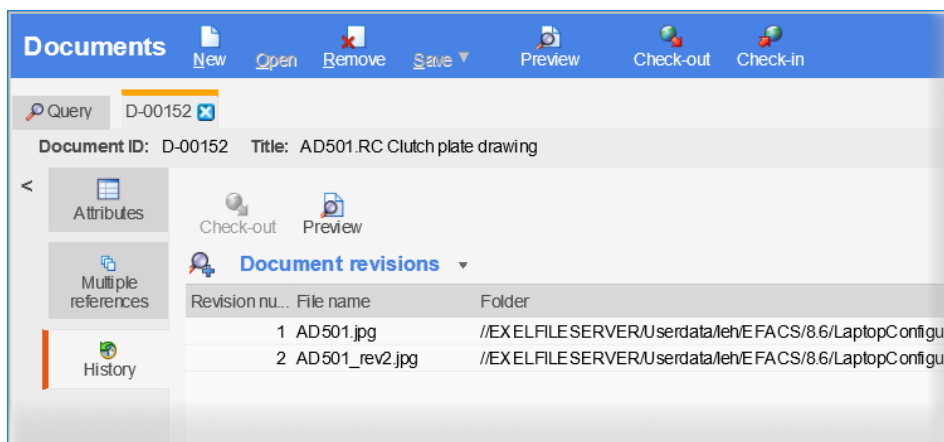 Documents New Open Remove Save Preview Check-out Check-in
Query D-00152
Document ID: D-00152 Title: AD501.RC Clutch plate drawing
<
Attributes
Check-out Preview
Multiple
references
Document revisions
Revision nu... File name Folder
1 AD501.jpg //EXELFILESERVER/Userdata/leh/EFACS/8.6/LaptopConfigu
2 AD501_rev2.jpg //EXELFILESERVER/Userdata/leh/EFACS/8.6/LaptopConfigu
History